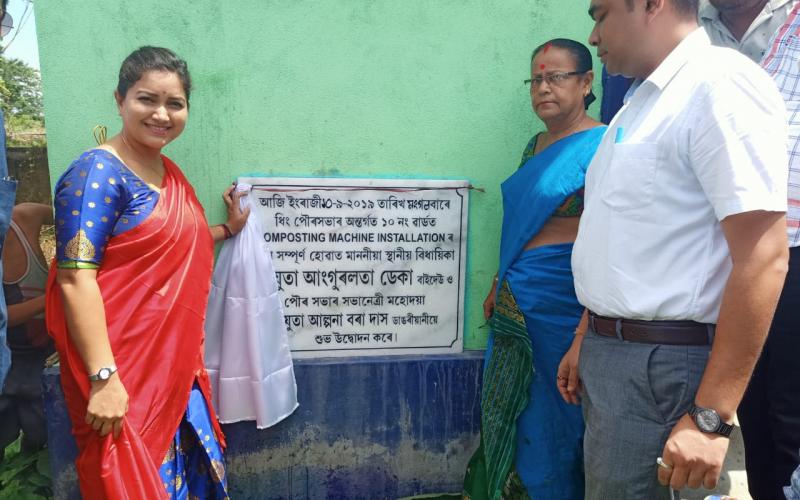 আজি ইংৰাজী ১০-৯-২০১৯ তাৰিখ মংগলবাৰে
ধিং পৌৰসভাৰ অন্তৰ্গত ১০ নং ৱাৰ্ডত
OMPOSTING MACHINE INSTALLATION ৰ
সম্পূৰ্ণ হোৱাত মাননীয়া স্থানীয় বিধায়িকা
যুতা আংগুৰলতা ডেকা বাইদেউ ও
পৌৰ সভাৰ সভানেত্ৰী মহোদয়া
যুতা আল্পনা বৰা দাস ডাঙৰীয়ানীয়ে
শুভ উদ্বোধন কৰে।